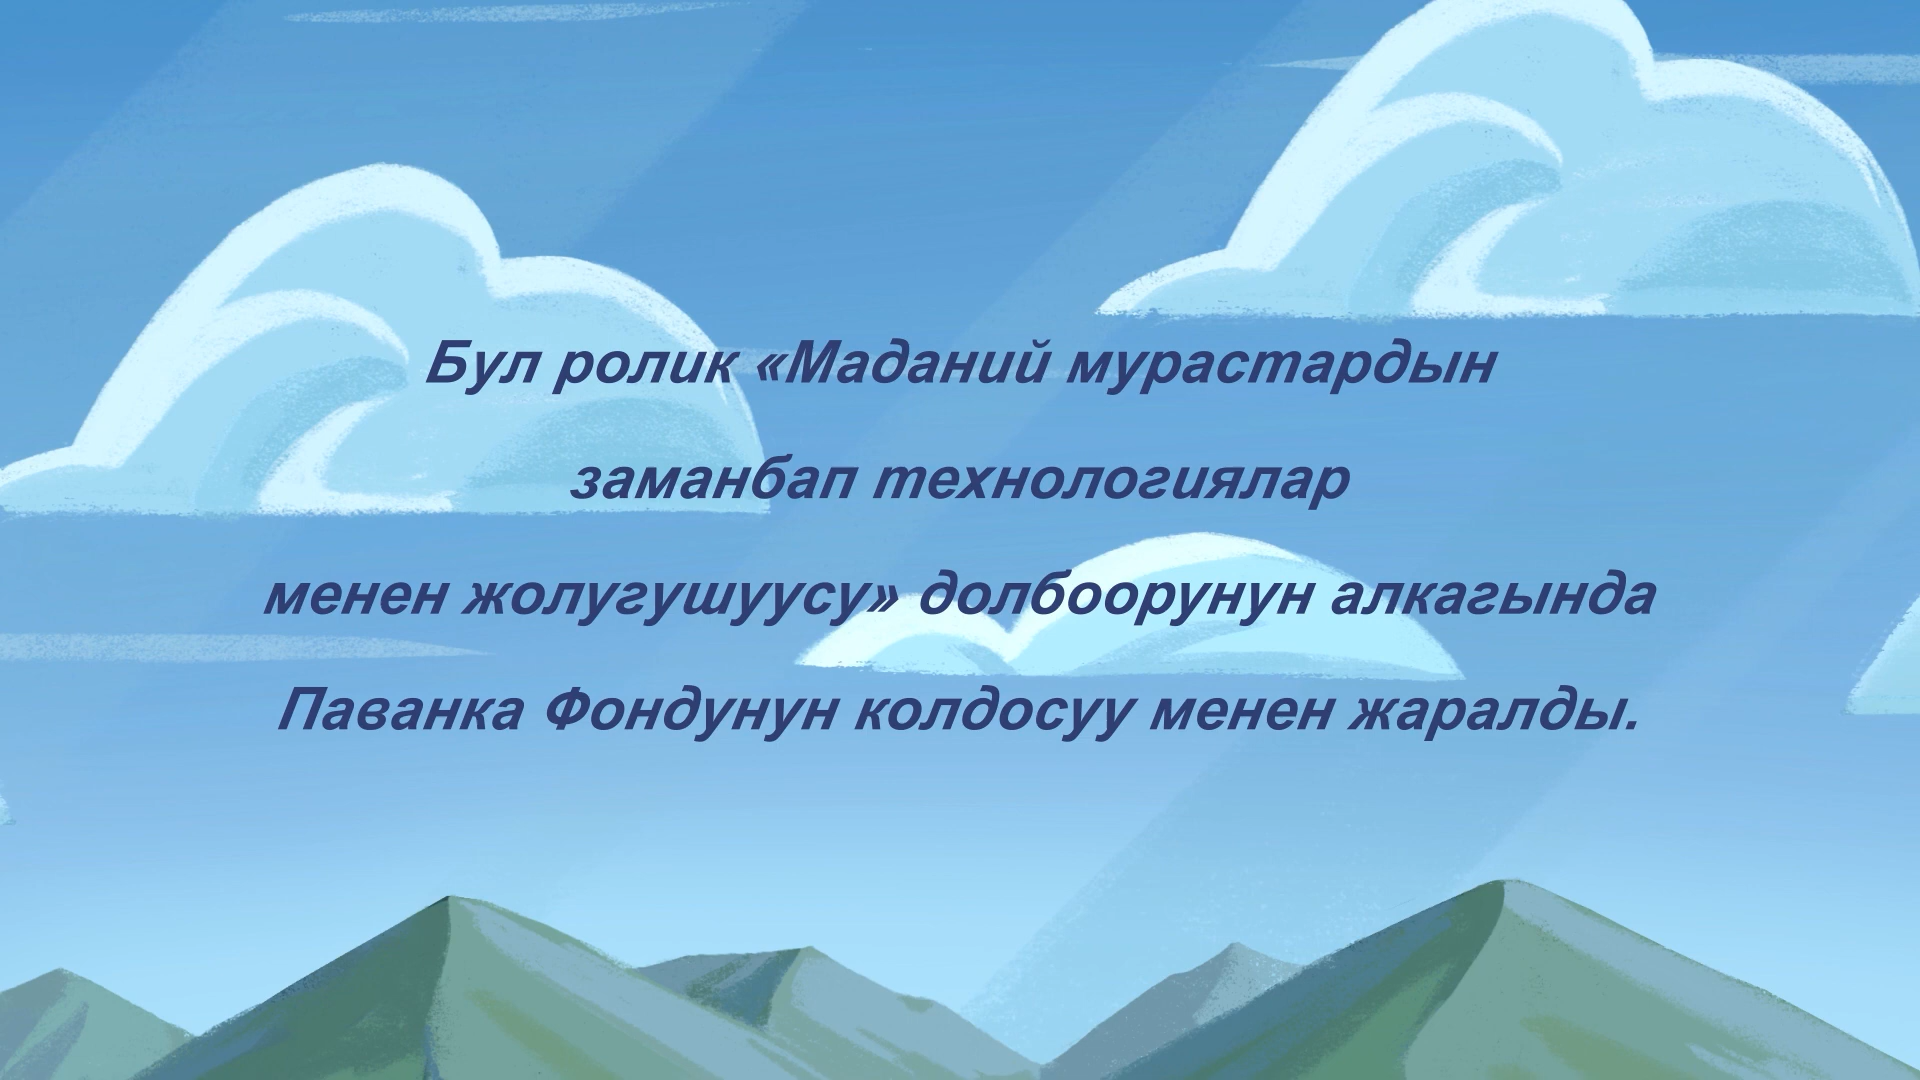 Бул ролик «Маданий мурастардын
заманбап технологиялар
менен жолугушуусу» долбоорунун алкагында
Паванка Фондунун колдосуу менен жаралды.